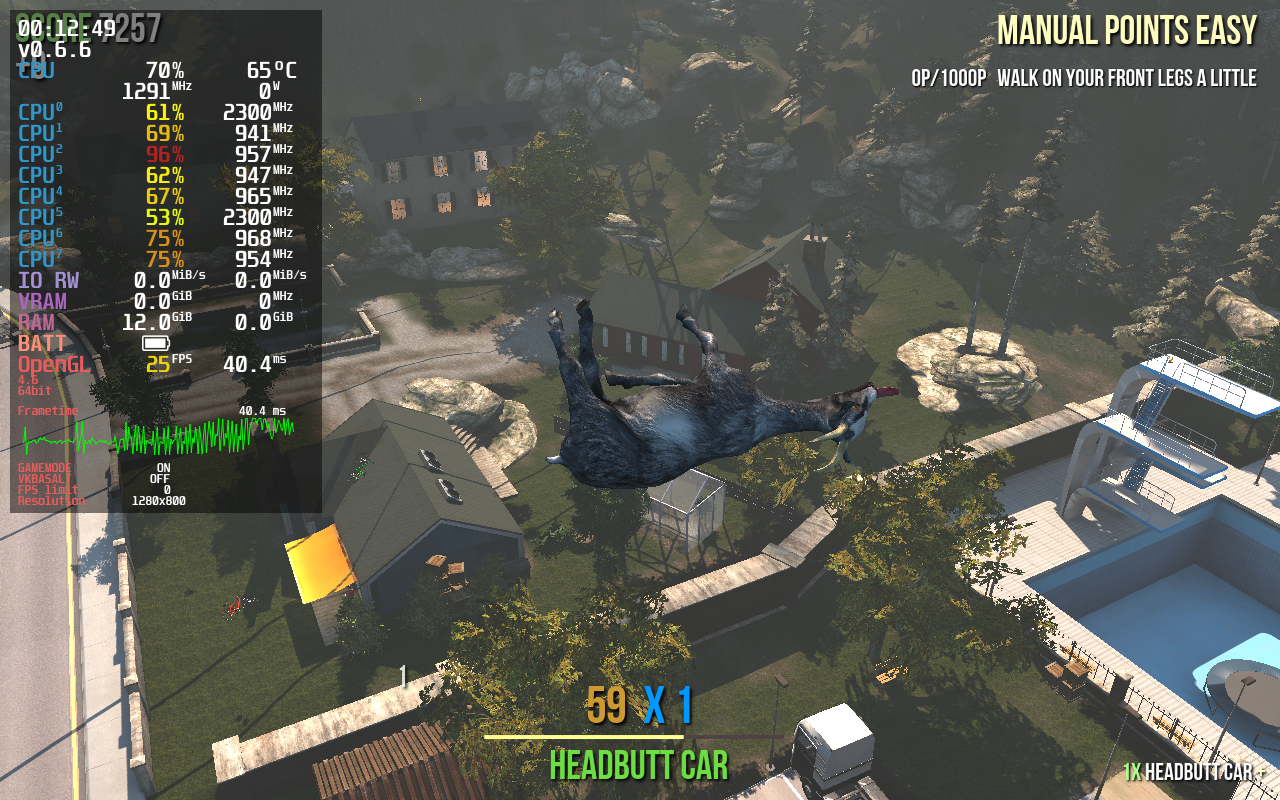 SCORE 7257
00:12:49
v0.6.6
CPU 70% 65°C
1291MHz 0W
CPU0 61% 2300MHz
CPU1 69% 941MHz
CPU2 96% 957MHz
CPU3 62% 947MHz
CPU4 67% 965MHz
CPU5 53% 2300MHz
CPU6 75% 968MHz
CPU7 75% 954MHz
IO RW 0.0MiB/s 0.0MiB/s
VRAM 0.0GiB 0MHz
RAM 12.0GiB 0.0GiB
BATT
OpenGL 25FPS 40.4ms
4.6
64bit
Frametime 40.4 ms
GAMEMODE ON
VKBASALT OFF
FPS limit 0
Resolution 1280x800
MANUAL POINTS EASY
0P/1000P WALK ON YOUR FRONT LEGS A LITTLE
1
59 X 1
HEADBUTT CAR
1X HEADBUTT CAR +